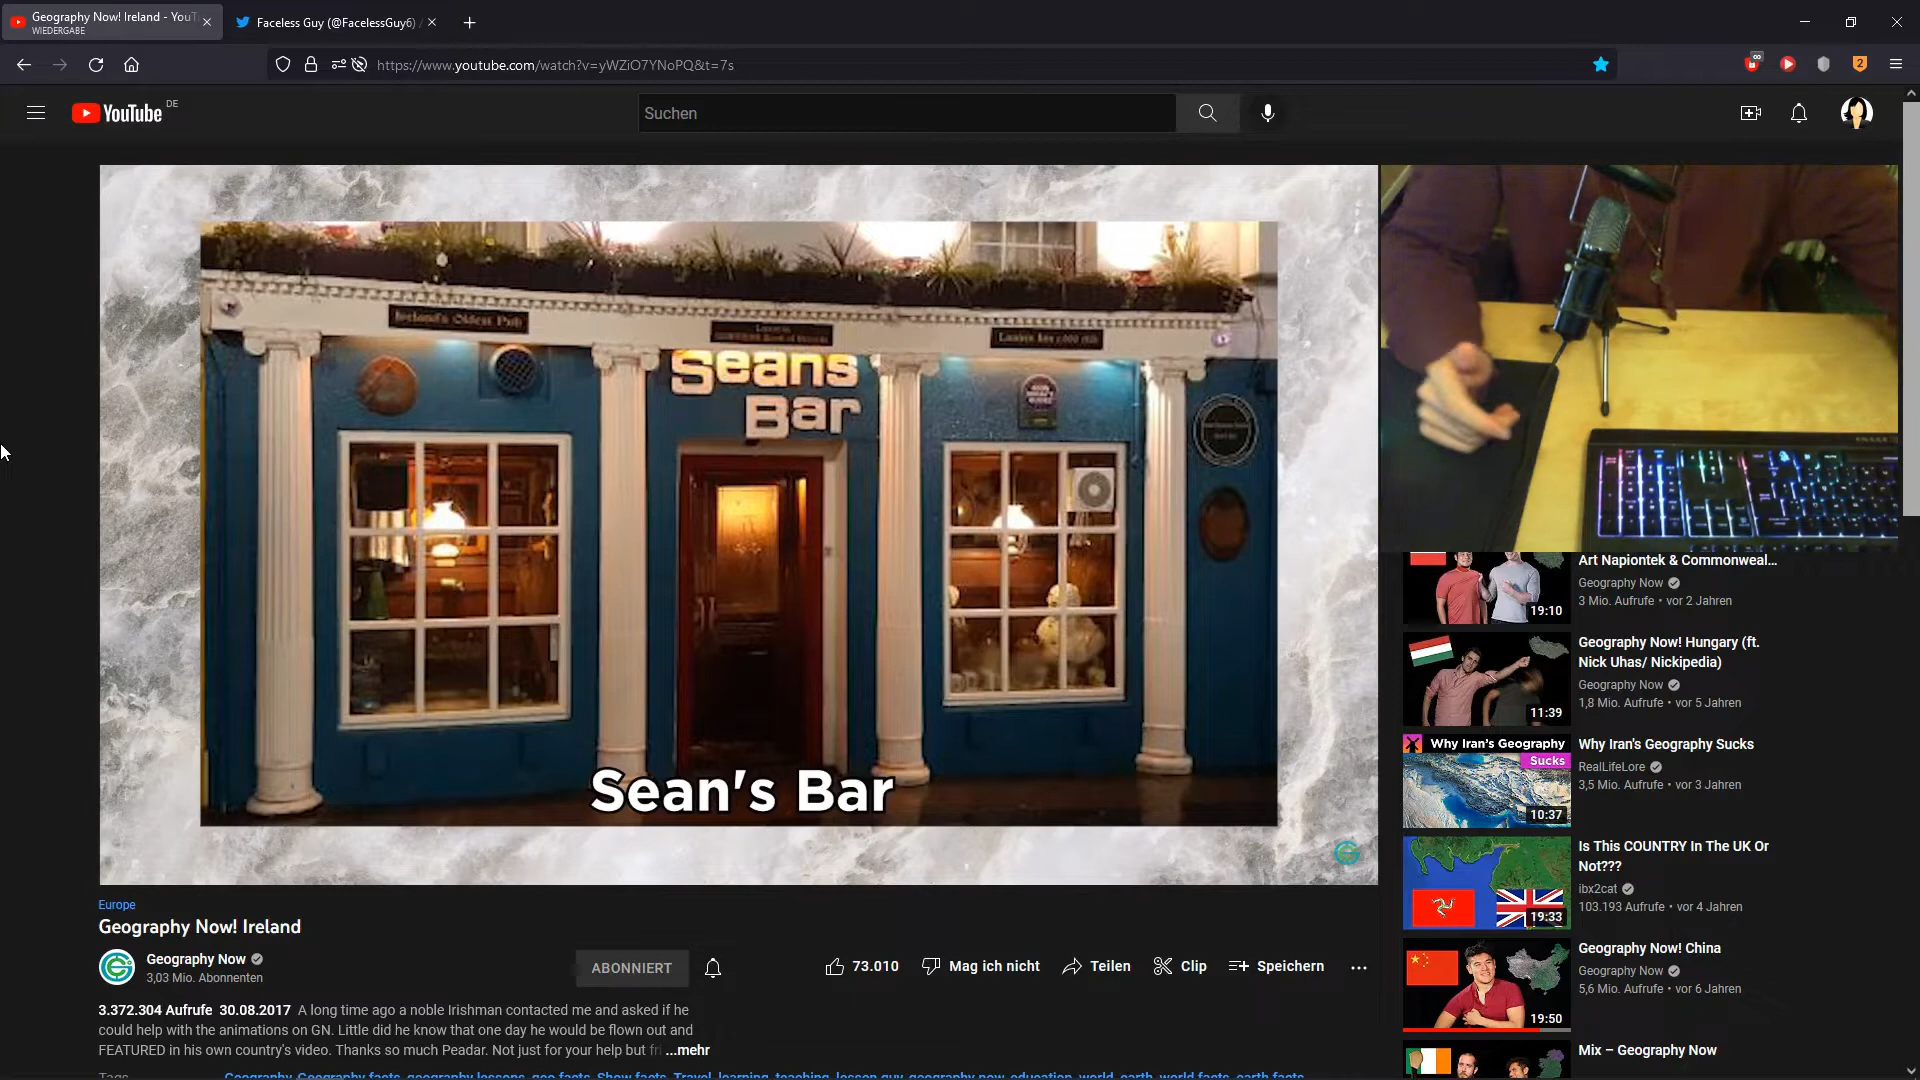 Geography Now! Ireland - YouT
WIEDERGABE
Faceless Guy (@FacelessGuy6)
https://www.youtube.com/watch?v=yWZiO7YNoPQ&t=7s
2
YouTube DE
Suchen
Ireland's Oldest Pub
Seans
Bar
Sean's Bar
Europe
Geography Now! Ireland
Geography Now
3,03 Mio. Abonnenten
ABONNIERT
73.010
Mag ich nicht
Teilen
Clip
Speichern
3.372.304 Aufrufe 30.08.2017 A long time ago a noble Irishman contacted me and asked if he
could help with the animations on GN. Little did he know that one day he would be flown out and
FEATURED in his own country's video. Thanks so much Peadar. Not just for your help but fri ...mehr
Tags Geography, Geography facts, geography lessons, geo facts, Show facts, Travel, learning, teaching, lesson guy, geography now, education, world, earth, world facts, earth facts
19:10
Art Napiontek & Commonweal...
Geography Now
3 Mio. Aufrufe • vor 2 Jahren
11:39
Geography Now! Hungary (ft.
Nick Uhas/ Nickipedia)
Geography Now
1,8 Mio. Aufrufe • vor 5 Jahren
Why Iran's Geography
Sucks
10:37
Why Iran's Geography Sucks
RealLifeLore
3,5 Mio. Aufrufe • vor 3 Jahren
19:33
Is This COUNTRY In The UK Or
Not???
ibx2cat
103.193 Aufrufe • vor 4 Jahren
19:50
Geography Now! China
Geography Now
5,6 Mio. Aufrufe • vor 6 Jahren
Mix – Geography Now